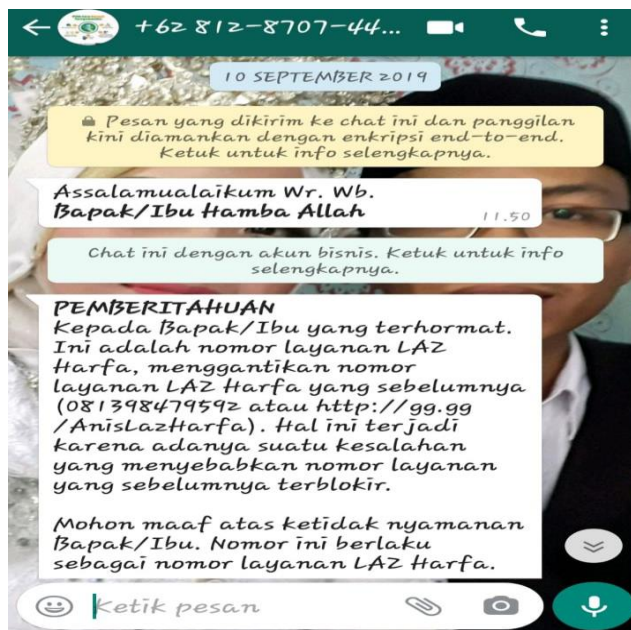 +62 812-8707-44...
10 SEPTEMBER 2019
Pesan yang dikirim ke chat ini dan panggilan
kini diamankan dengan enkripsi end-to-end.
Ketuk untuk info selengkapnya.
Assalamualaikum Wr. Wb.
Bapak/Ibu Hamba Allah
11.50
Chat ini dengan akun bisnis. Ketuk untuk info
selengkapnya.
PEMBERITAHUAN
Kepada Bapak/Ibu yang terhormat.
Ini adalah nomor layanan LAZ
Harfa, menggantikan nomor
layanan LAZ Harfa yang sebelumnya
(081398479592 atau http://gg.gg
/AnisLazHarfa). Hal ini terjadi
karena adanya suatu kesalahan
yang menyebabkan nomor layanan
yang sebelumnya terblokir.
Mohon maaf atas ketidak nyamanan
Bapak/Ibu. Nomor ini berlaku
sebagai nomor layanan LAZ Harfa.
Ketik pesan